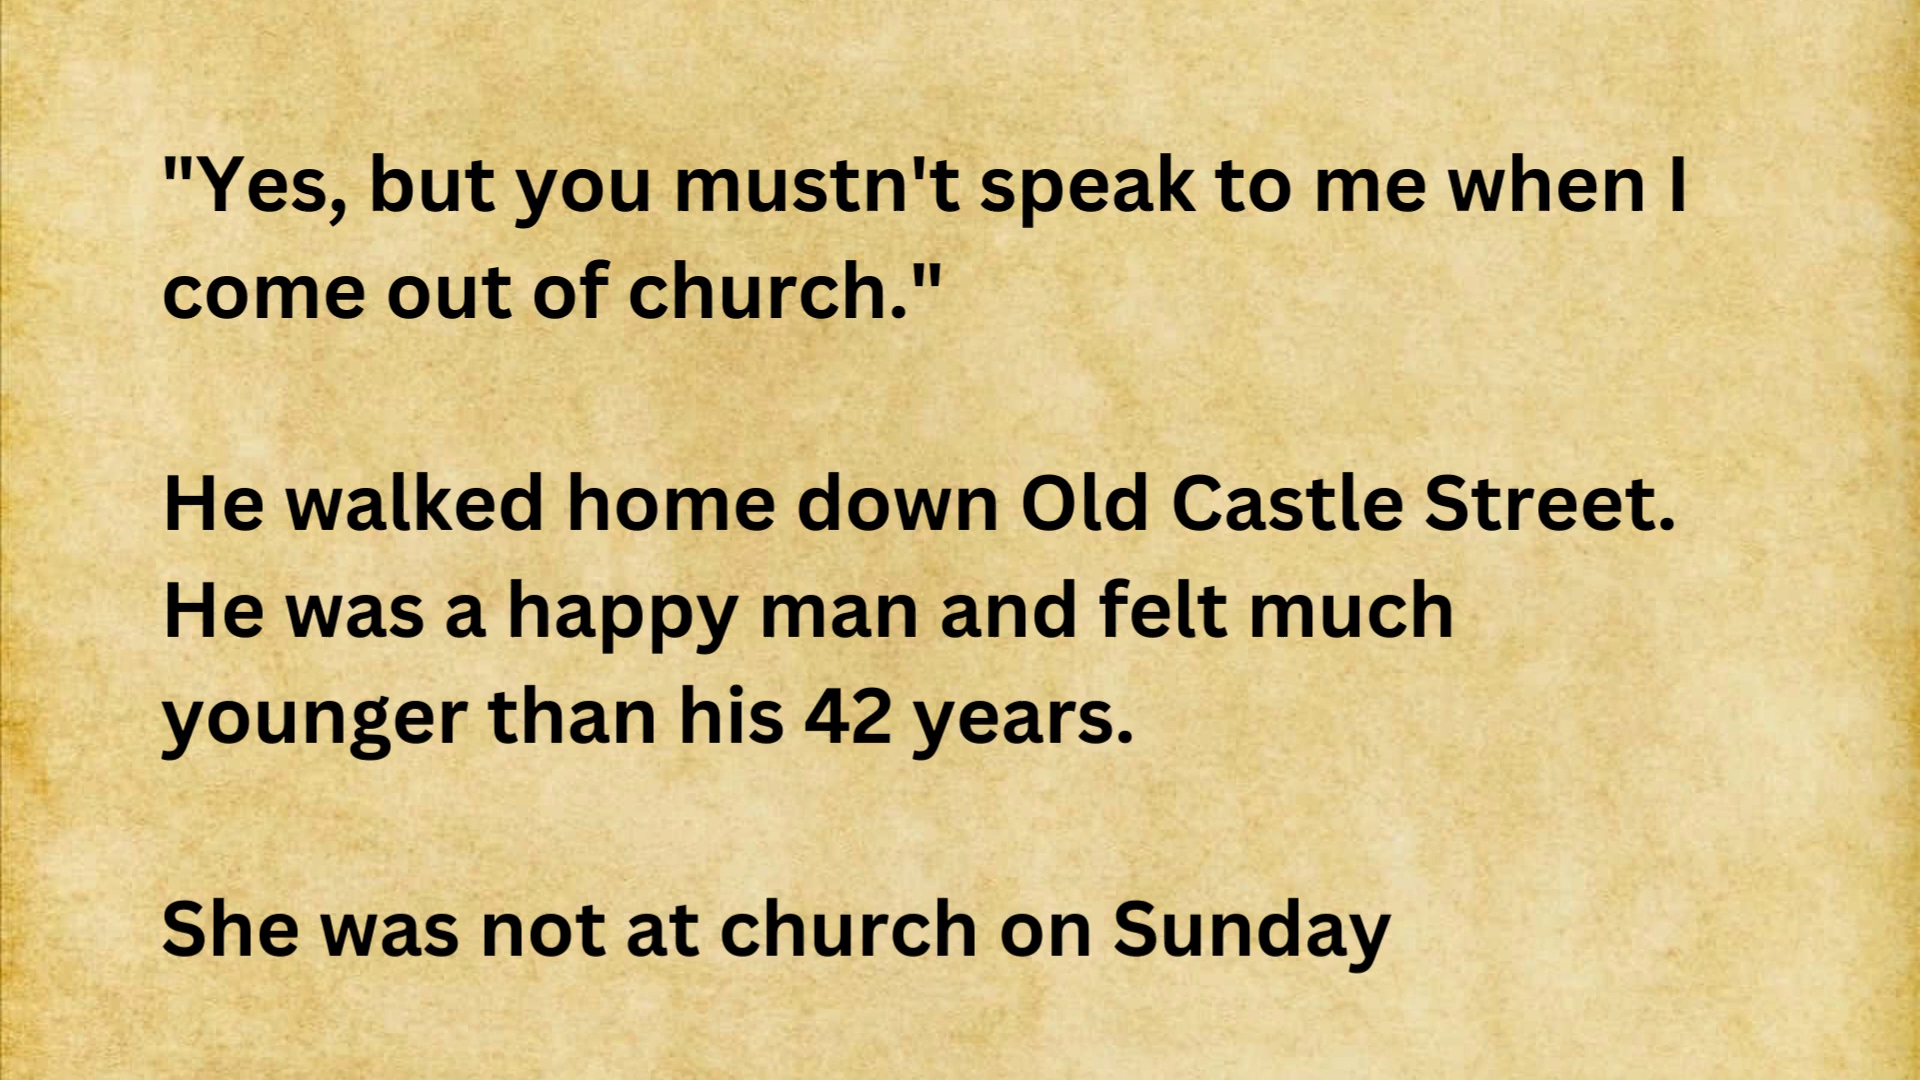 "Yes, but you mustn't speak to me when I
come out of church."
He walked home down Old Castle Street.
He was a happy man and felt much
younger than his 42 years.
She was not at church on Sunday